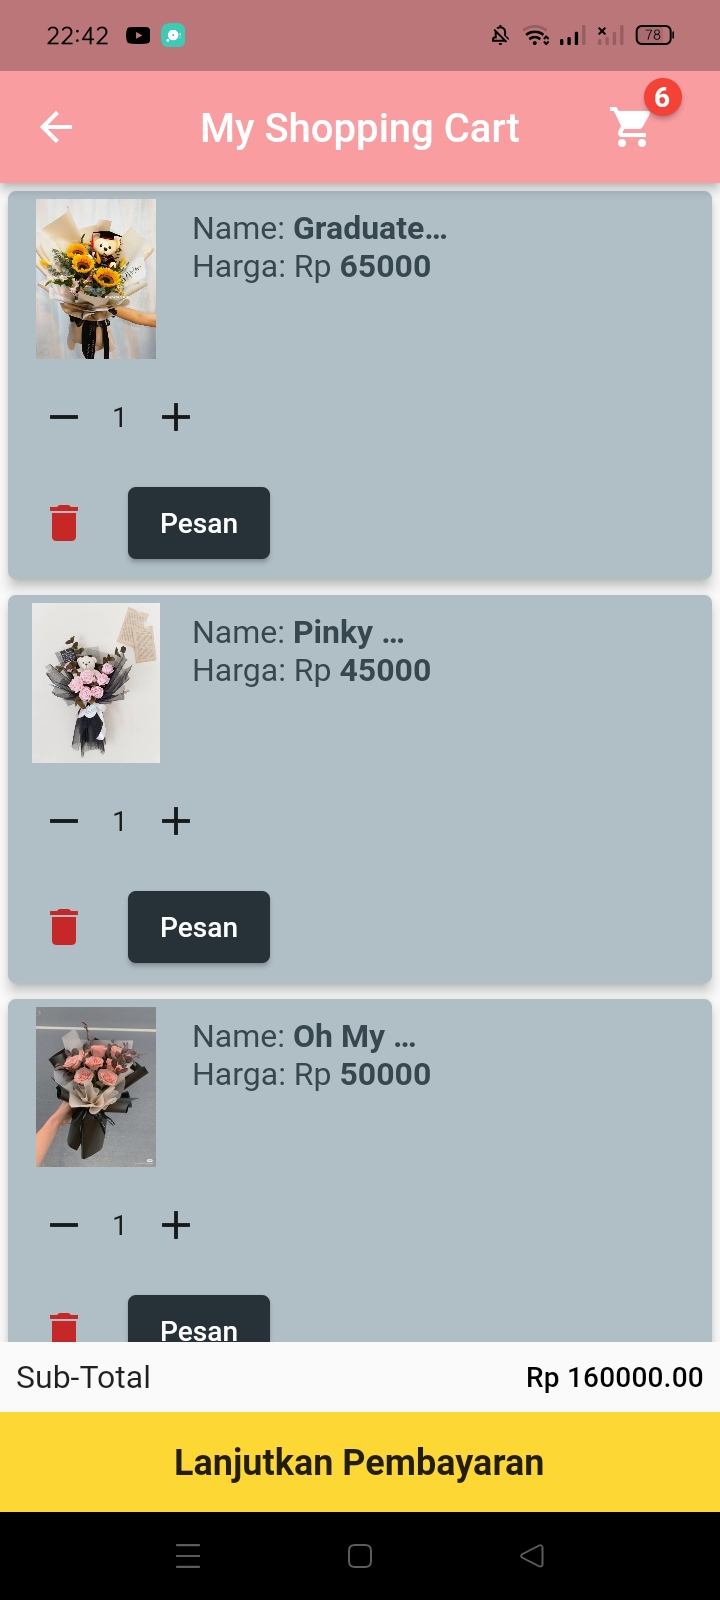 22:42
78
My Shopping Cart
6
Name: Graduate...
Harga: Rp 65000
1
Pesan
Name: Pinky ...
Harga: Rp 45000
1
Pesan
Name: Oh My ...
Harga: Rp 50000
1
Pesan
Sub-Total
Rp 160000.00
Lanjutkan Pembayaran